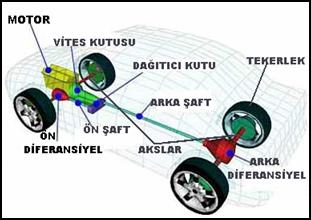 MOTOR
VİTES KUTUSU
DAĞITICI KUTU
TEKERLEK
ARKA ŞAFT
ÖN
DİFERANSİYEL
ÖN ŞAFT
AKSLAR
ARKA
DİFERANSİYEL